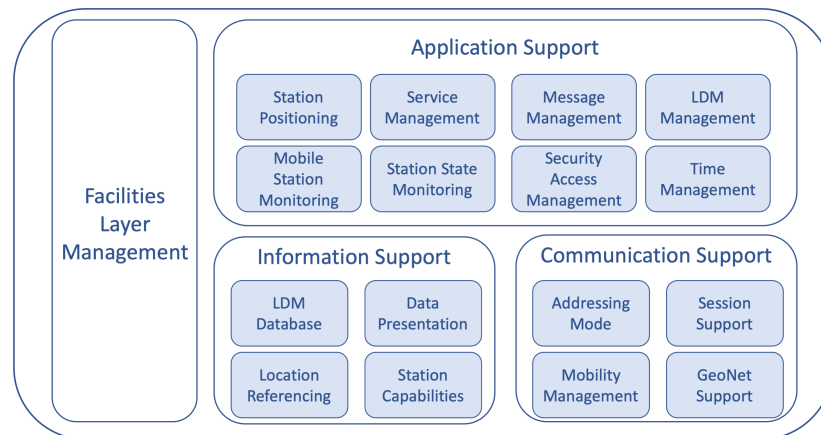 Facilities
Layer
Management
Application Support
Station
Positioning
Service
Management
Message
Management
LDM
Management
Mobile
Station
Monitoring
Station State
Monitoring
Security
Access
Management
Time
Management
Information Support
LDM
Database
Data
Presentation
Location
Referencing
Station
Capabilities
Communication Support
Addressing
Mode
Session
Support
Mobility
Management
GeoNet
Support